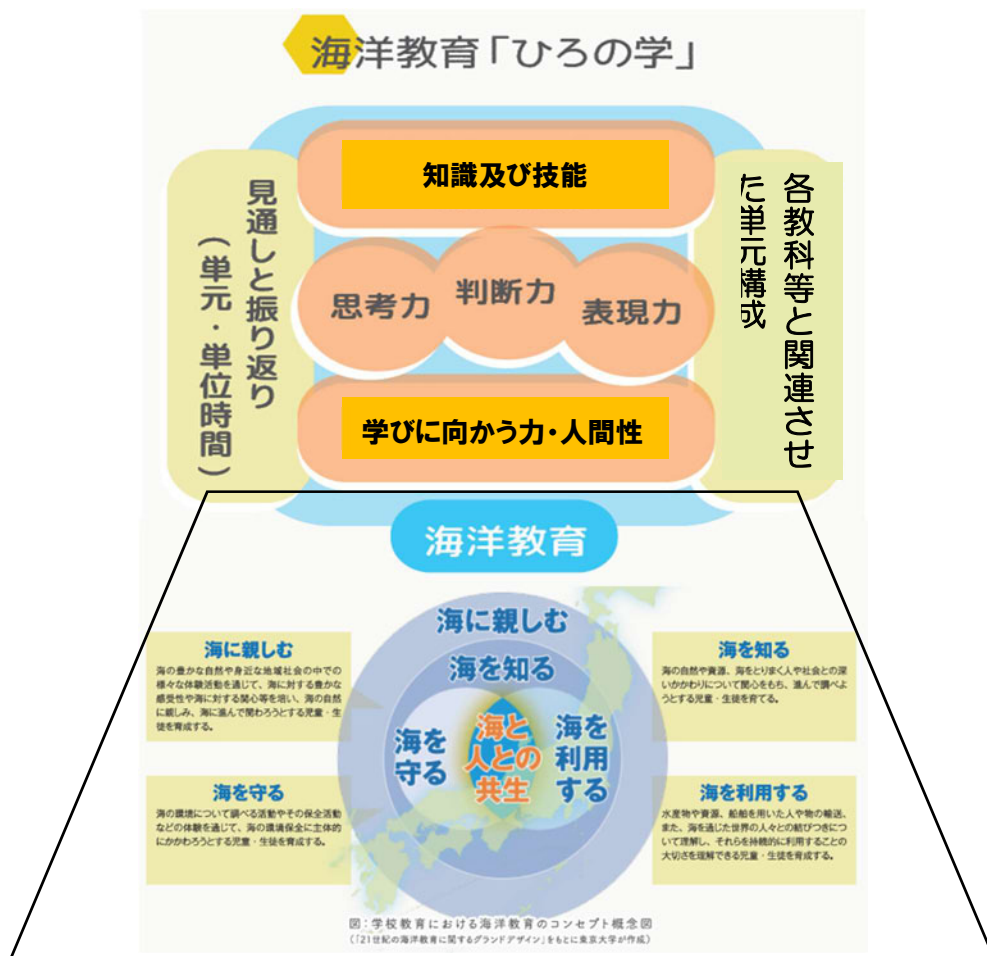 海洋教育「ひろの学」
知識及び技能
見通しと振り返り
(単元・単位時間)
思考力
判断力
表現力
各教科等と関連させ
た単元構成
学びに向かう力・人間性
海洋教育
海に親しむ
海を知る
海を
守る
海と
人との
共生
海を
利用
する
海に親しむ
海の豊かな自然や身近な地域社会の中での
様々な体験活動を通じて、海に対する豊かな
感受性や海に対する関心等を培い、海の自然
に親しみ、海に進んで関わろうとする児童・生
徒を育成する。
海を知る
海の自然や資源、海をとりまく人や社会との深
いかかわりについて関心をもち、進んで調べよ
うとする児童・生徒を育てる。
海を守る
海の環境について調べる活動やその保全活動
などの体験を通じて、海の環境保全に主体的
にかかわろうとする児童・生徒を育成する。
海を利用する
水産物や資源、船舶を用いた人や物の輸送、
また、海を通じた世界の人々との結びつきにつ
いて理解し、それらを持続的に利用することの
大切さを理解できる児童・生徒を育成する。
図:学校教育における海洋教育のコンセプト概念図
(「21世紀の海洋教育に関するグランドデザイン」をもとに東京大学が作成)